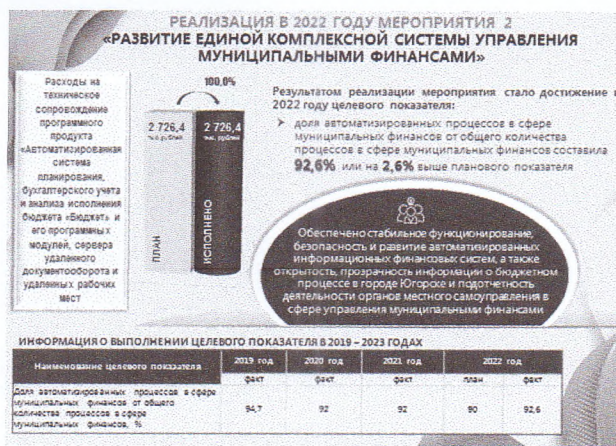 РЕАЛИЗАЦИЯ В 2022 ГОДУ МЕРОПРИЯТИЯ 2
«РАЗВИТИЕ ЕДИНОЙ КОМПЛЕКСНОЙ СИСТЕМЫ УПРАВЛЕНИЯ
МУНИЦИПАЛЬНЫМИ ФИНАНСАМИ»
Расходы на
техническое
сопровождение
программного
продукта
«Автоматизированная
система
планирования,
бухгалтерского учета
и анализа исполнения
бюджета «Бюджет» и
его программных
модулей, сервера
удаленного
документооборота и
удаленных рабочих
мест
100,0%
2 726,4
тыс. рублей
ПЛАН
2 726,4
тыс. рублей
ИСПОЛНЕНО
Результатом реализации мероприятия стало достижение
2022 году целевого показателя:
➤ доля автоматизированных процессов в сфере
муниципальных финансов от общего количества
процессов в сфере муниципальных финансов составила
92,6% или на 2,6% выше планового показателя
Обеспечено стабильное функционирование,
безопасность и развитие автоматизированных
информационных финансовых систем, а также
открытость, прозрачность информации о бюджетном
процессе в городе Югорске и подотчетность
деятельности органов местного самоуправления в
сфере управления муниципальными финансами
ИНФОРМАЦИЯ О ВЫПОЛНЕНИИ ЦЕЛЕВОГО ПОКАЗАТЕЛЯ В 2019 – 2023 ГОДАХ
Наименование целевого показателя 2019 год 2020 год 2021 год 2022 год
факт факт факт план факт
Доля автоматизированных процессов в сфере
муниципальных финансов от общего
количества процессов в сфере
муниципальных финансов, %
94,7 92 92 90 92,6